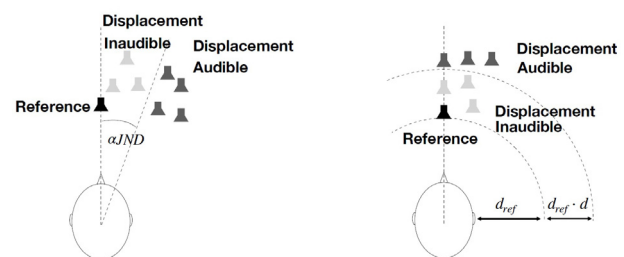 Displacement
Inaudible
Displacement
Audible
Reference
αJND
Displacement
Audible
Displacement
Inaudible
Reference
d_ref
d_ref · d